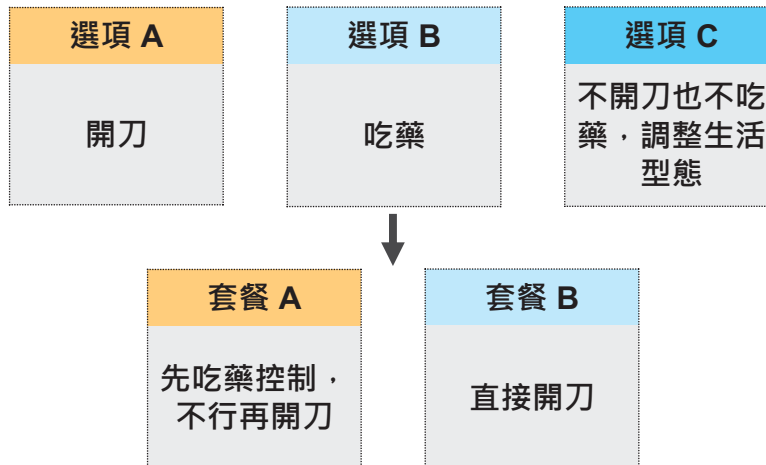 選項 A
開刀
選項 B
吃藥
選項 C
不開刀也不吃
藥，調整生活
型態
套餐 A
先吃藥控制，
不行再開刀
套餐 B
直接開刀